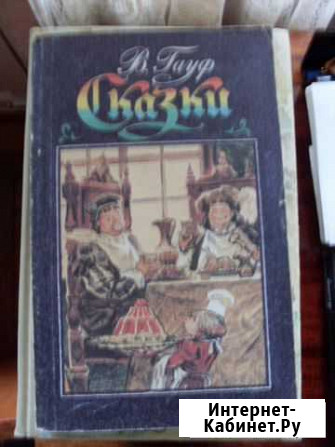 В. Гауф
Сказки
Интернет-
Кабинет.Ру